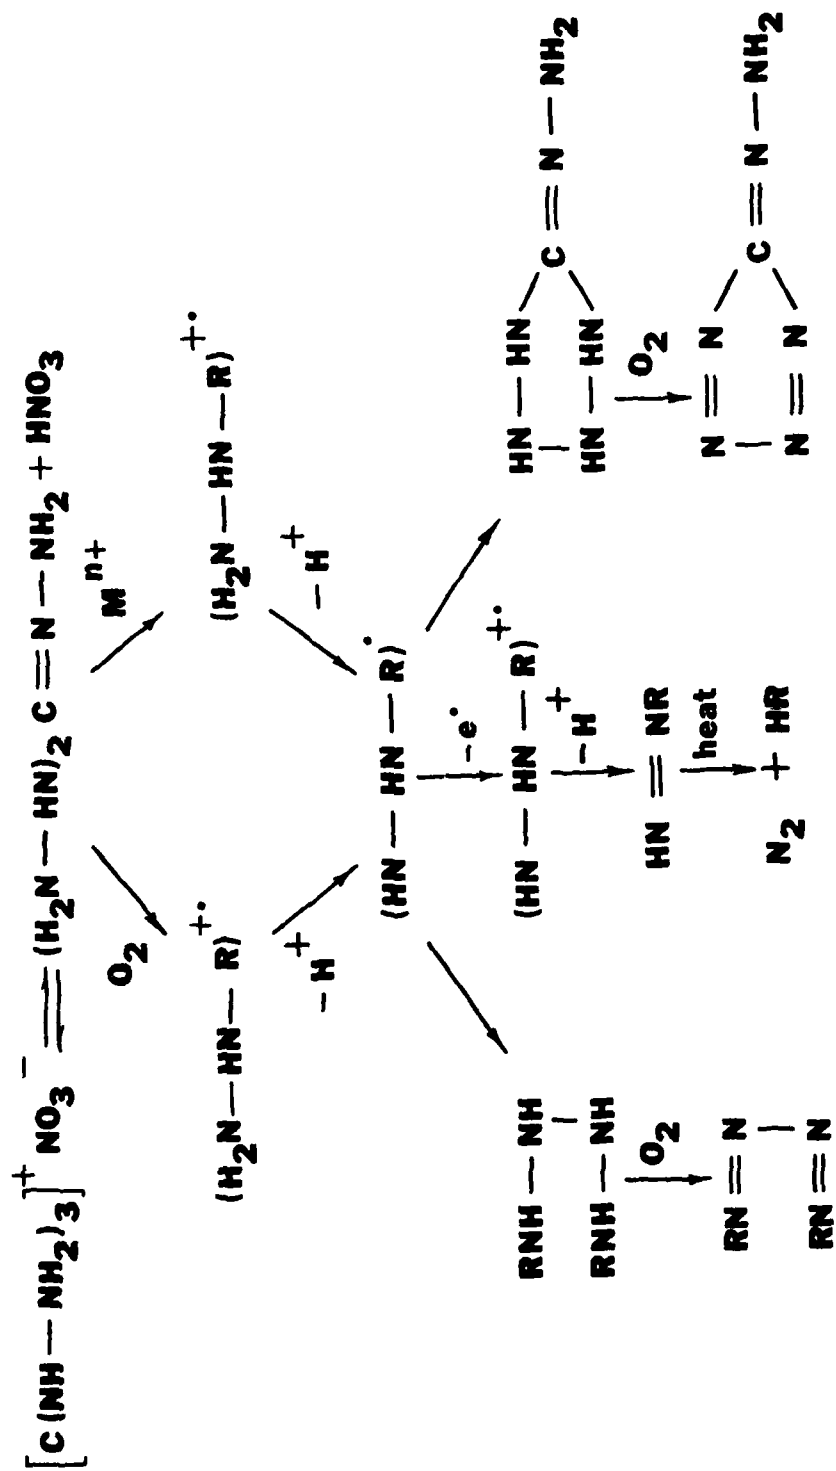 [C(NH—NH2)3]+ NO3− ⇌ (H2N—HN)2 C=N—NH2 + HNO3
O2 Mn+
(H2N—HN—R)+• (H2N—HN—R)+•
−H+ −H+
(HN—HN—R)•
−e•
RNH—NH (HN—HN—R)+• HN—HN
RNH—NH −H+ HN—HN C=N—NH2
O2 HN=NR O2
RN=N heat N=N
RN=N N2 + HR N=N C=N—NH2